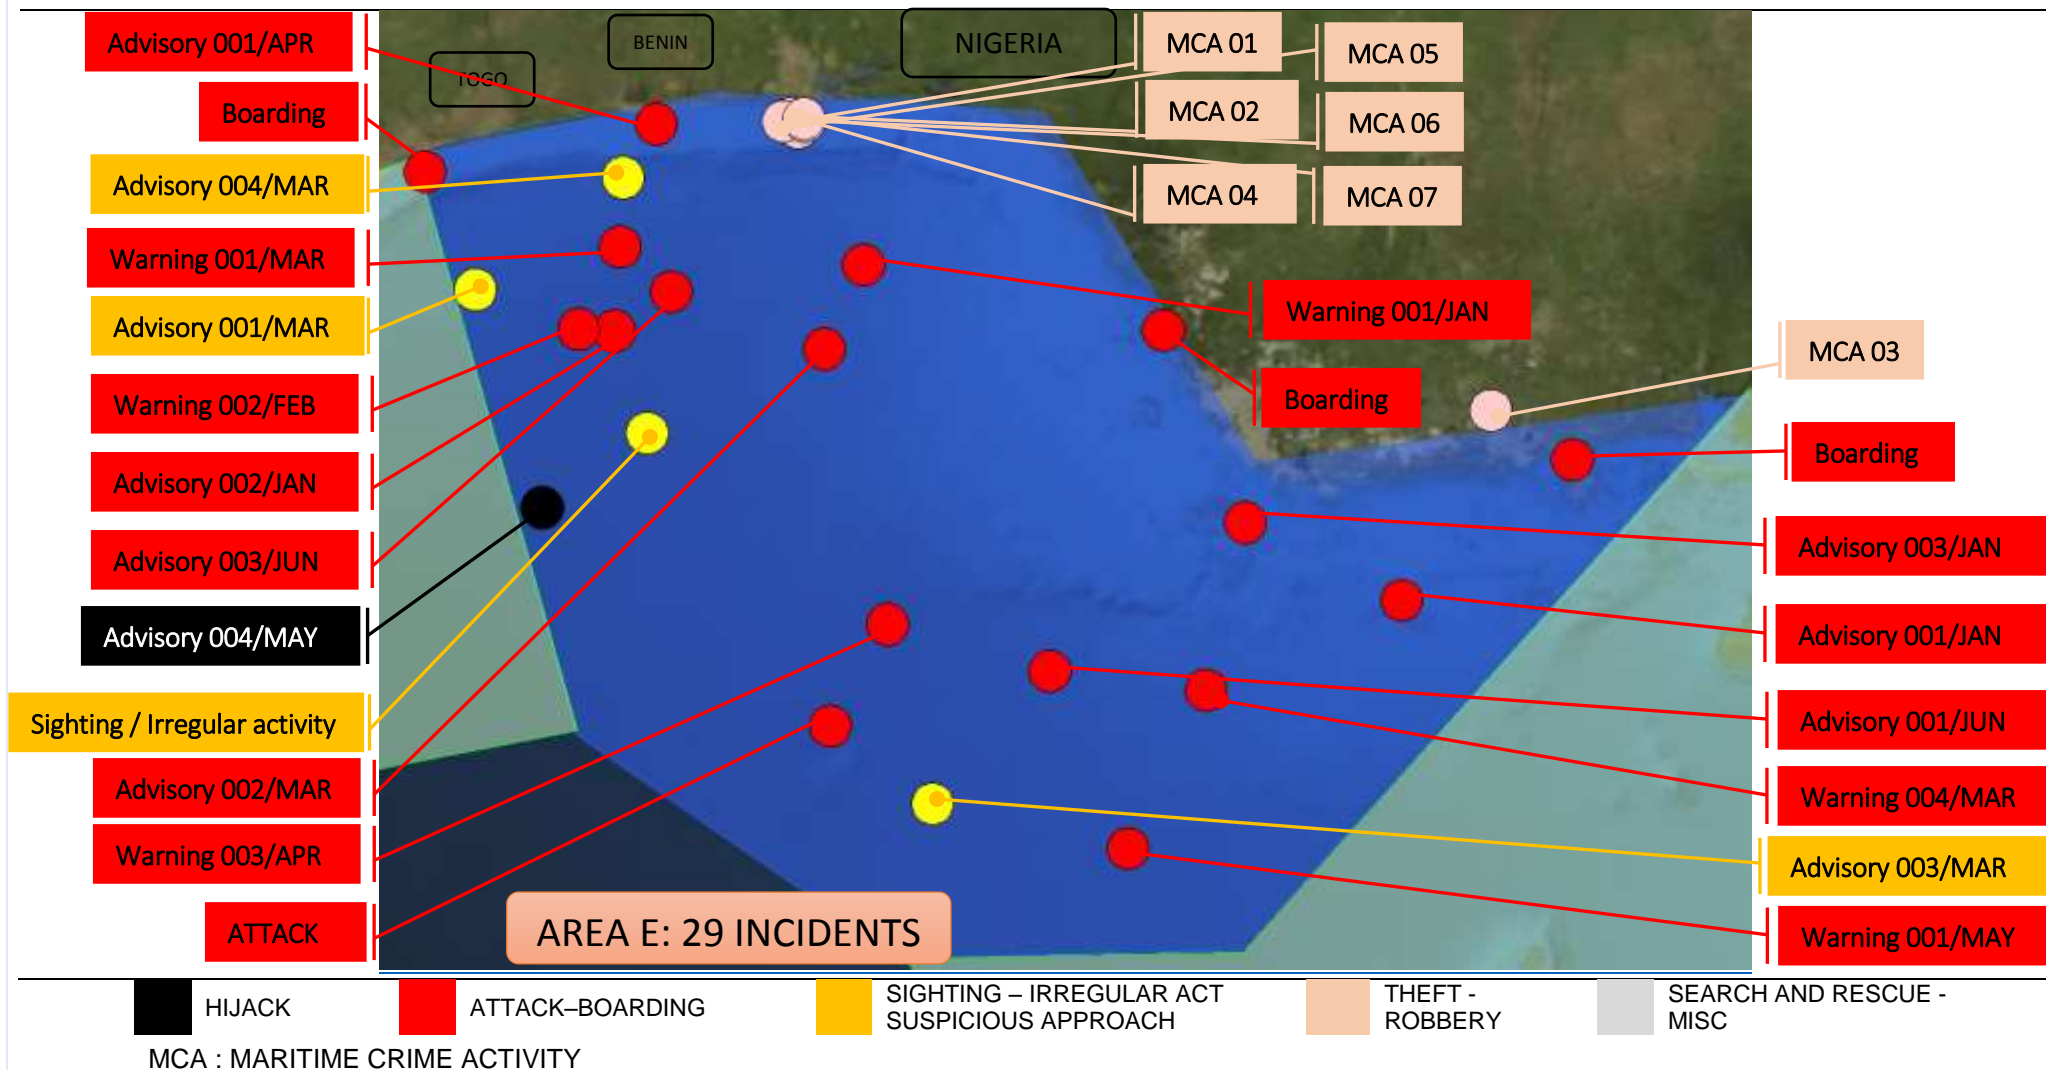 Advisory 001/APR
Boarding
Advisory 004/MAR
Warning 001/MAR
Advisory 001/MAR
Warning 002/FEB
Advisory 002/JAN
Advisory 003/JUN
Advisory 004/MAY
Sighting / Irregular activity
Advisory 002/MAR
Warning 003/APR
ATTACK
TOGO
BENIN
NIGERIA
MCA 01
MCA 05
MCA 02
MCA 06
MCA 04
MCA 07
Warning 001/JAN
Boarding
MCA 03
Boarding
Advisory 003/JAN
Advisory 001/JAN
Advisory 001/JUN
Warning 004/MAR
Advisory 003/MAR
Warning 001/MAY
AREA E: 29 INCIDENTS
HIJACK
ATTACK–BOARDING
SIGHTING – IRREGULAR ACT
SUSPICIOUS APPROACH
THEFT -
ROBBERY
SEARCH AND RESCUE -
MISC
MCA : MARITIME CRIME ACTIVITY